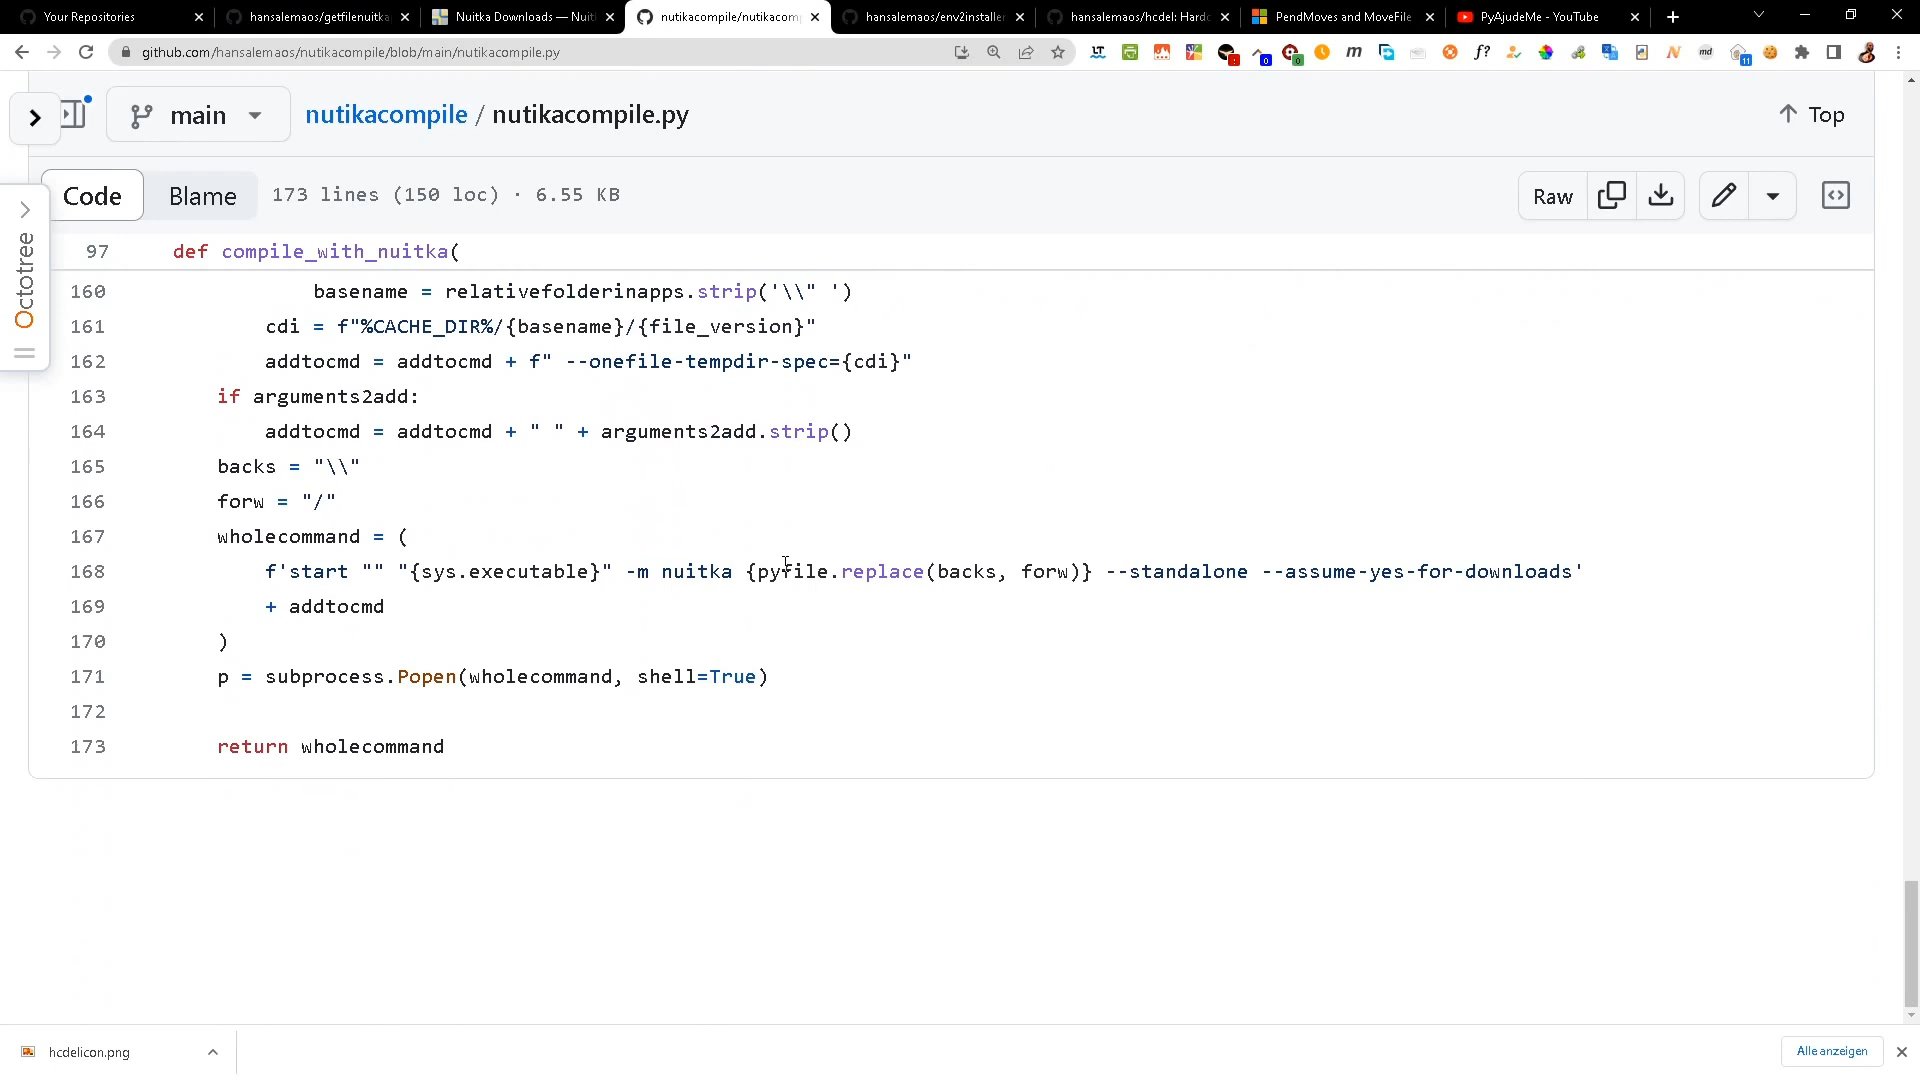 Your Repositories
hansalemaos/getfilenuitka
Nuitka Downloads — Nuit
nutikacompile/nutikacomp
hansalemaos/env2installer
hansalemaos/hcdel: Hardc
PendMoves and MoveFile
PyAjudeMe - YouTube
github.com/hansalemaos/nutikacompile/blob/main/nutikacompile.py
main
nutikacompile / nutikacompile.py
Top
Code
Blame
173 lines (150 loc) · 6.55 KB
Raw
Octotree
97 def compile_with_nuitka(
160 basename = relativefolderinapps.strip('\\" ')
161 cdi = f"%CACHE_DIR%/{basename}/{file_version}"
162 addtocmd = addtocmd + f" --onefile-tempdir-spec={cdi}"
163 if arguments2add:
164 addtocmd = addtocmd + " " + arguments2add.strip()
165 backs = "\\"
166 forw = "/"
167 wholecommand = (
168 f'start "" "{sys.executable}" -m nuitka {pyfile.replace(backs, forw)} --standalone --assume-yes-for-downloads'
169 + addtocmd
170 )
171 p = subprocess.Popen(wholecommand, shell=True)
172
173 return wholecommand
hcdelicon.png
Alle anzeigen